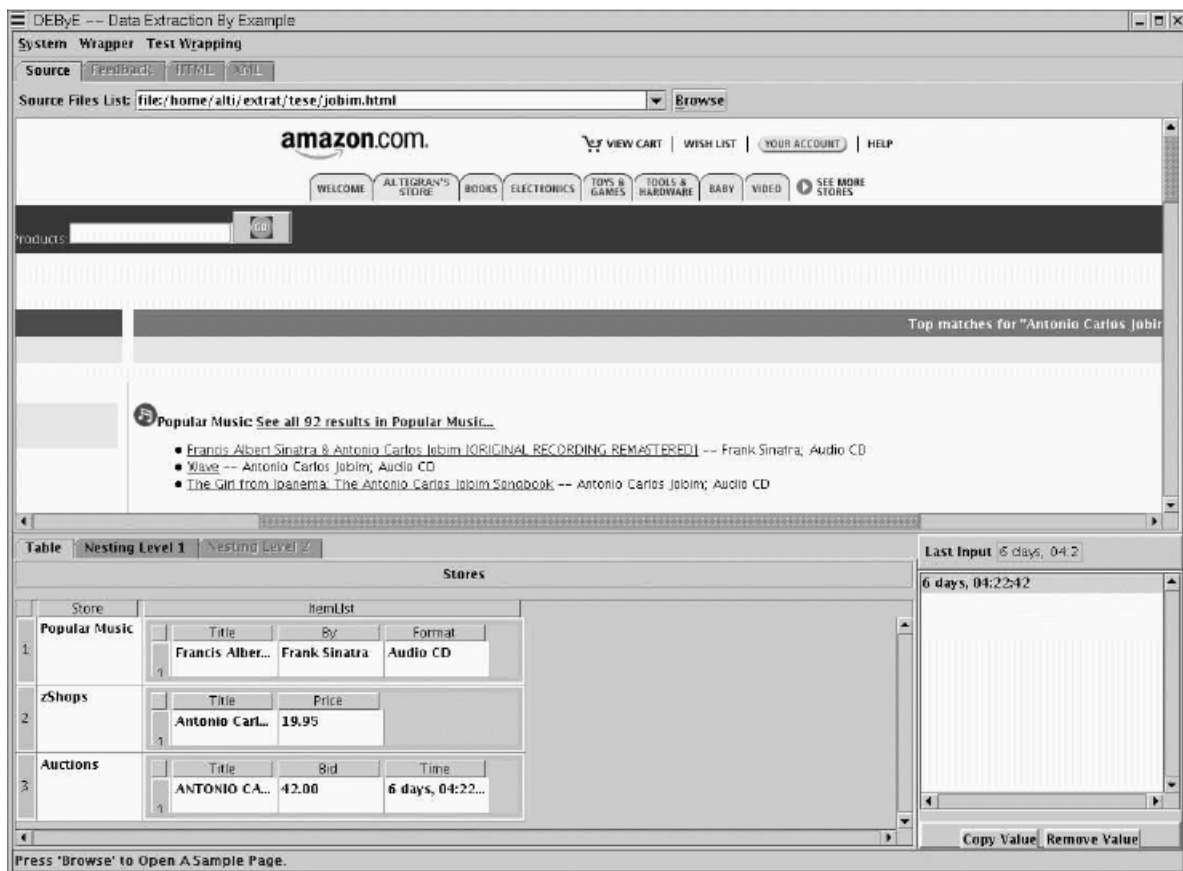 DEByE -- Data Extraction By Example
System Wrapper Test Wrapping
Source Feedback HTML XML
Source Files List: file:/home/alti/extrat/tese/jobim.html Browse
amazon.com. VIEW CART | WISH LIST | YOUR ACCOUNT | HELP
WELCOME ALTIGRAN'S STORE BOOKS ELECTRONICS TOYS & GAMES TOOLS & HARDWARE BABY VIDEO SEE MORE STORES
Products: GO!
Top matches for "Antonio Carlos Jobir
Popular Music: See all 92 results in Popular Music...
Francis Albert Sinatra & Antonio Carlos Jobim [ORIGINAL RECORDING REMASTERED] -- Frank Sinatra; Audio CD
Wave -- Antonio Carlos Jobim; Audio CD
The Girl from Ipanema: The Antonio Carlos Jobim Songbook -- Antonio Carlos Jobim; Audio CD
Table Nesting Level 1 Nesting Level 2
Last Input 6 days, 04:2
Stores
6 days, 04:22:42
Store ItemList
1 Popular Music Title By Format
1 Francis Alber... Frank Sinatra Audio CD
2 zShops Title Price
1 Antonio Carl... 19.95
3 Auctions Title Bid Time
1 ANTONIO CA... 42.00 6 days, 04:22...
Copy Value Remove Value
Press 'Browse' to Open A Sample Page.